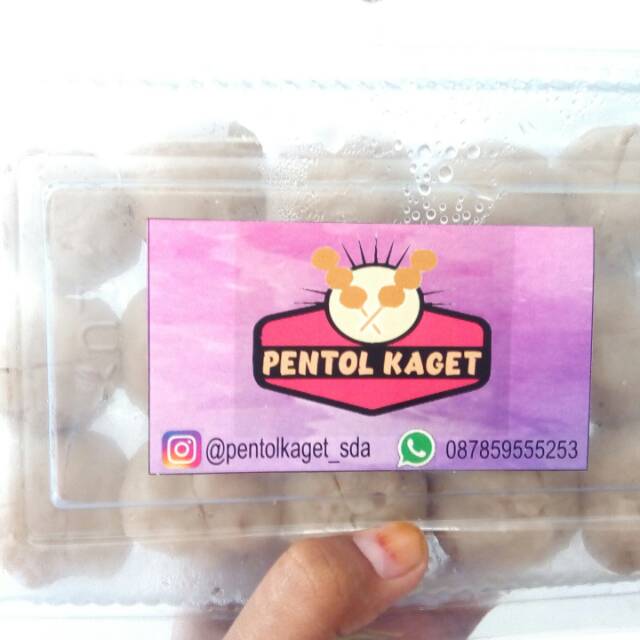 PENTOL KAGET
@pentolkaget_sda 087859555253